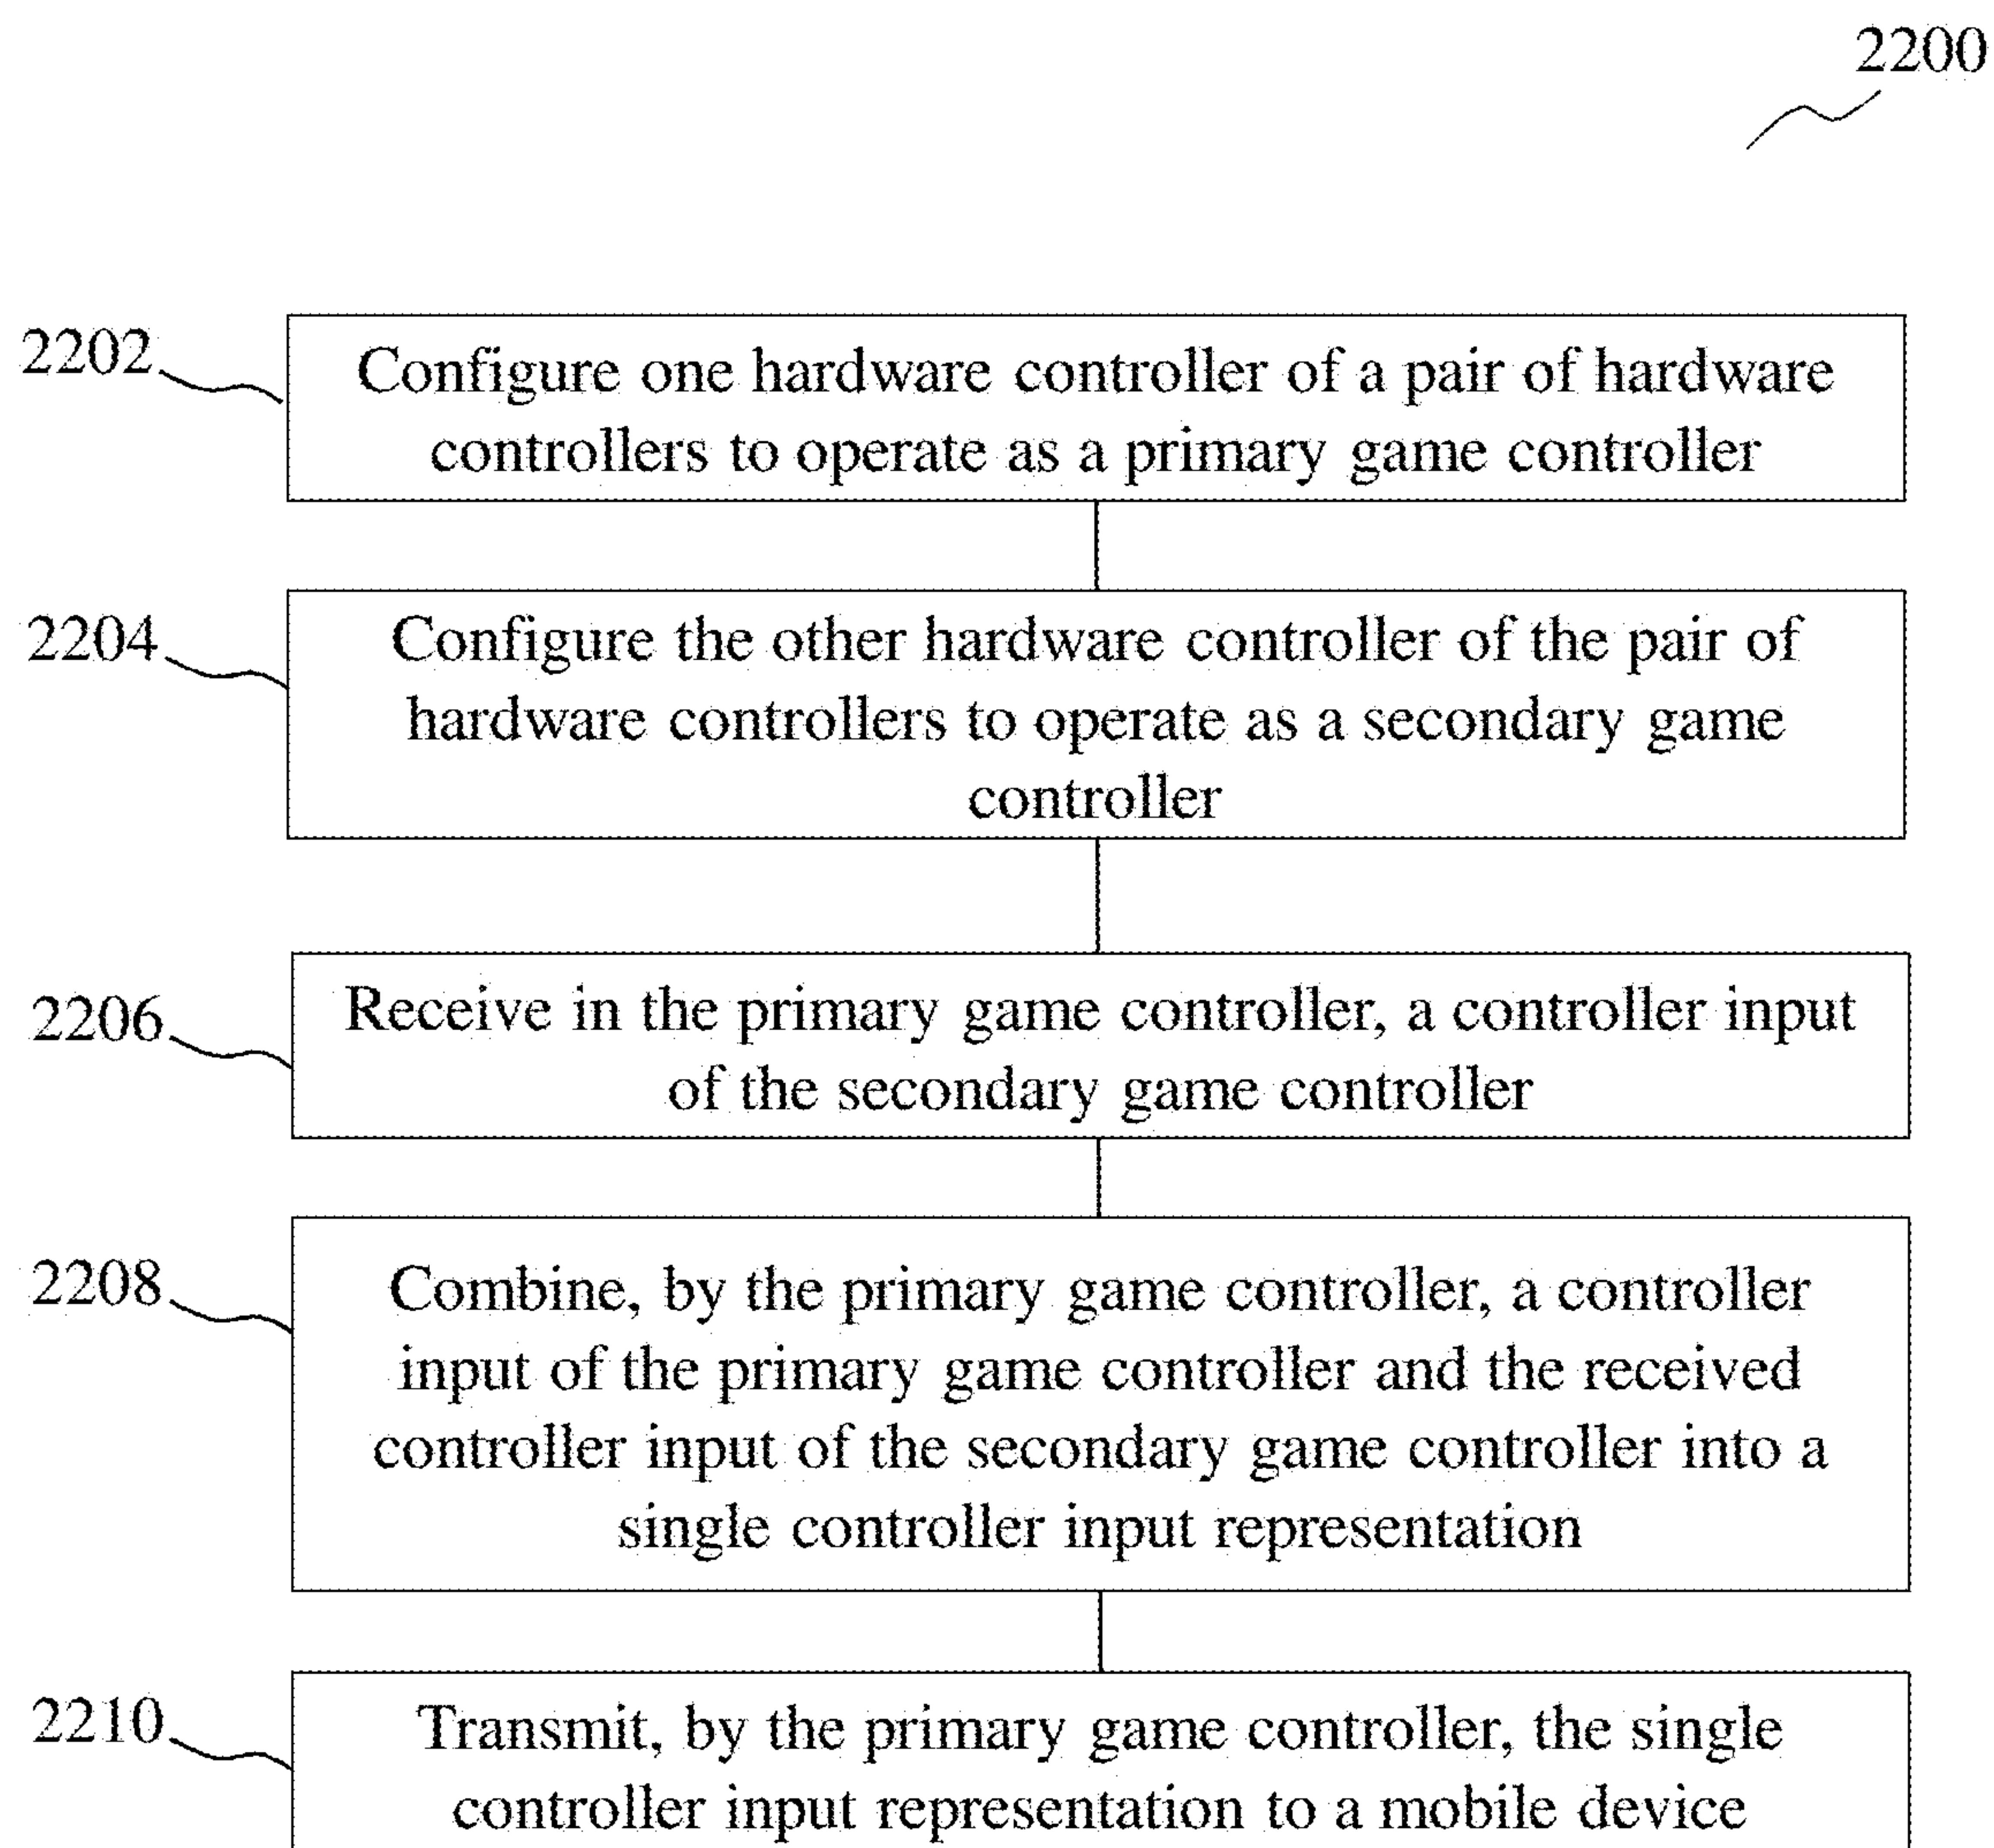 2200
2202
Configure one hardware controller of a pair of hardware
controllers to operate as a primary game controller
2204
Configure the other hardware controller of the pair of
hardware controllers to operate as a secondary game
controller
2206
Receive in the primary game controller, a controller input
of the secondary game controller
2208
Combine, by the primary game controller, a controller
input of the primary game controller and the received
controller input of the secondary game controller into a
single controller input representation
2210
Transmit, by the primary game controller, the single
controller input representation to a mobile device